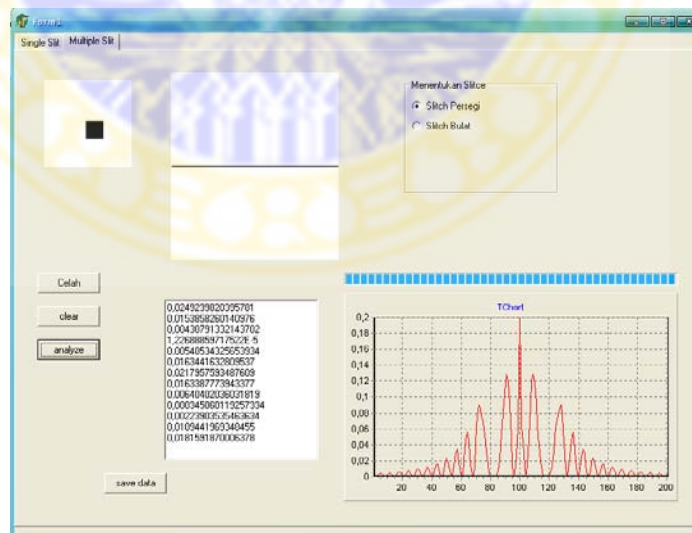 Form1
Single Slit Multiple Slit
Menentukan Slitce
Slitch Persegi
Slitch Bulat
Celah
clear
analyze
save data
0,0249239820395781
0,0153858260140976
0,00430791332143702
1,22688859717522E-5
0,00540534325653934
0,0163441632809537
0,0217957593487609
0,0163387773943377
0,00640402036031819
0,000345060119257334
0,00223903535463634
0,0109441969348455
0,0181591870006378
TChart
0,2
0,18
0,16
0,14
0,12
0,1
0,08
0,06
0,04
0,02
0
20 40 60 80 100 120 140 160 180 200